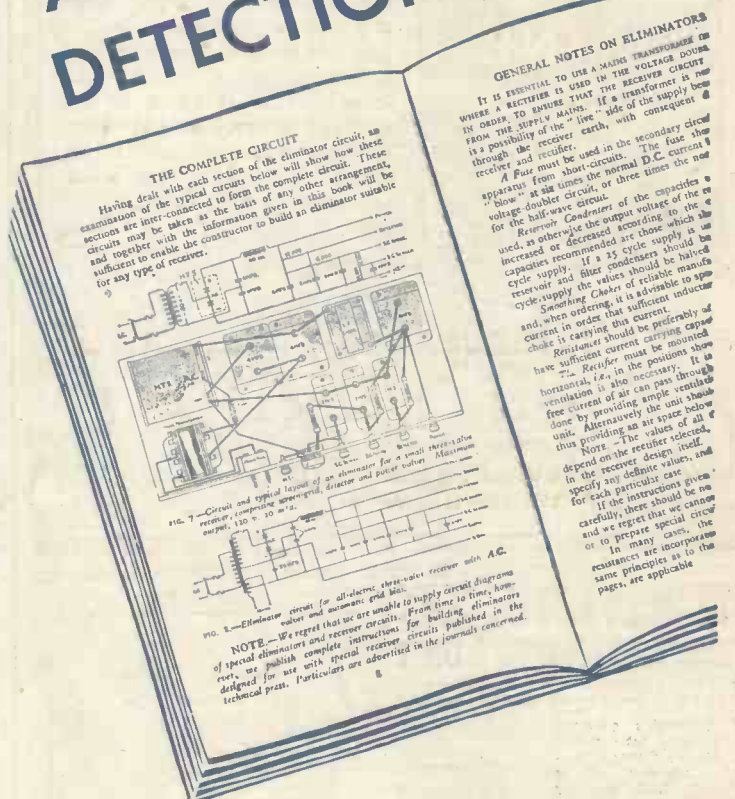 DETECTIO
THE COMPLETE CIRCUIT
Having dealt with each section of the eliminator circuit, an
examination of the typical circuits below will show how these
sections are inter-connected to form the complete circuit. These
circuits may be taken as the basis of any other arrangement,
and together with the information given in this book will be
sufficient to enable the constructor to build an eliminator suitable
for any type of receiver.
FIG. 7.—Circuit and typical layout of an eliminator for a small three-valve
receiver, comprising screen-grid, detector and power valves. Maximum
output, 120 v. 20 m'a.
FIG. 8.—Eliminator circuit for all-electric three-valve receiver with A.C.
valves and automatic grid bias.
NOTE.—We regret that we are unable to supply circuit diagrams
of special eliminators and receiver circuits. From time to time, how-
ever, we publish complete instructions for building eliminators
designed for use with special receiver circuits published in the
technical press. Particulars are advertised in the journals concerned.
8
GENERAL NOTES ON ELIMINATORS
IT IS ESSENTIAL TO USE A MAINS TRANSFORMER
WHERE A RECTIFIER IS USED IN THE VOLTAGE DOUB
IN ORDER TO ENSURE THAT THE RECEIVER CIRCUIT
FROM THE SUPPLY MAINS. If a transformer is
is a possibility of the "live" side of the supply
through the receiver earth, with consequent
receiver and rectifier.
A Fuse must be used in the secondary circu
apparatus from short-circuits. The fuse sho
"blow" at six times the normal D.C. current
voltage-doubler circuit, or three times the
for the half-wave circuit.
Reservoir Condensers of the capacities
used, as otherwise the output voltage of the
increased or decreased according to the
capacities recommended are those which
cycle supply. If a 25 cycle supply is
reservoir and filter condensers should be
cycle, supply the values should be halved
Smoothing Chokes of reliable manufa
and, when ordering, it is advisable to spe
current in order that sufficient inductan
choke is carrying this current.
Resistances should be preferably of
have sufficient current carrying capac
The Rectifier must be mounted
horizontal, i.e., in the positions show
ventilation is also necessary. It is
free current of air can pass through
done by providing ample ventilati
unit. Alternatively the unit should
thus providing an air space below
NOTE.—The values of all
depend on the rectifier selected,
in the receiver design itself.
specify any definite values, and
for each particular case
If the instructions given
carefully, there should be no
and we regret that we cannot
or to prepare special circui
In many cases, the
resistances are incorporate
same principles as to the
pages, are applicable